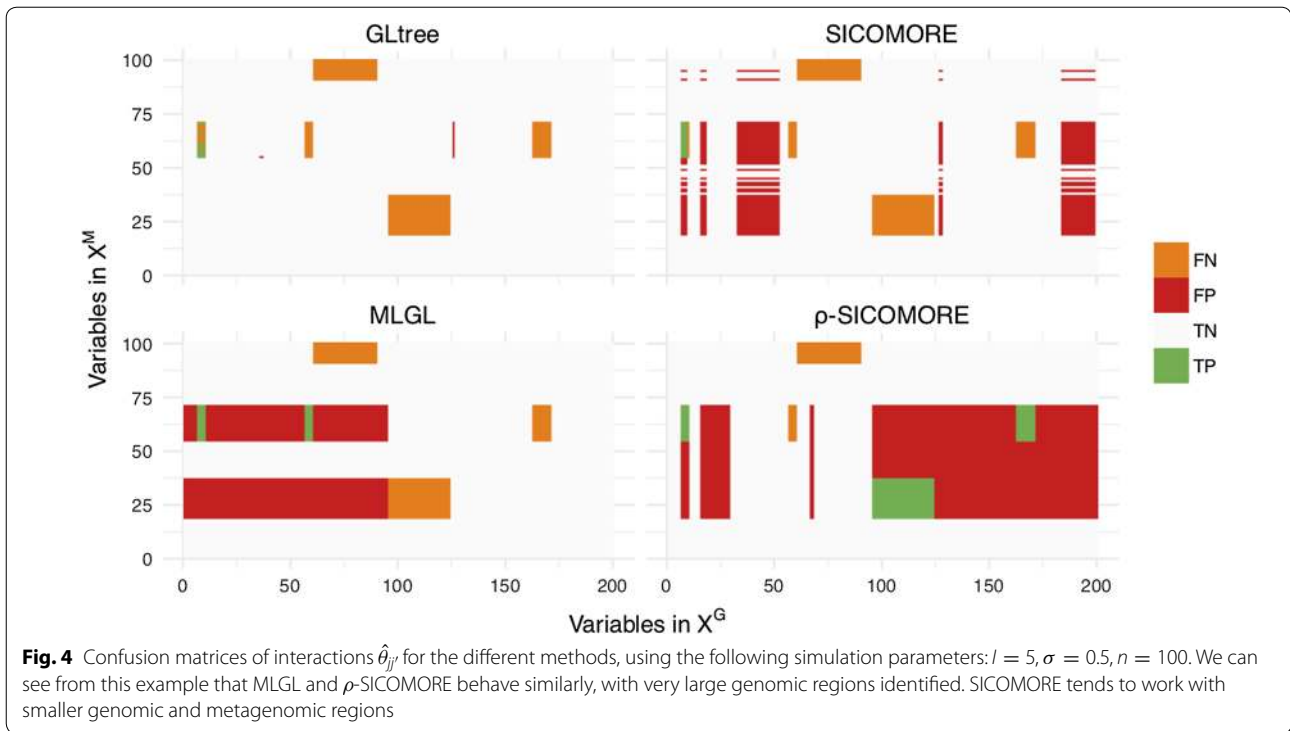 GLtree
SICOMORE
100
75
50
25
0
MLGL
ρ-SICOMORE
100
75
50
25
0
0 50 100 150 200
0 50 100 150 200
Variables in X^M
Variables in X^G
FN
FP
TN
TP
Fig. 4 Confusion matrices of interactions θ̂jj′ for the different methods, using the following simulation parameters: I = 5, σ = 0.5, n = 100. We can
see from this example that MLGL and ρ-SICOMORE behave similarly, with very large genomic regions identified. SICOMORE tends to work with
smaller genomic and metagenomic regions